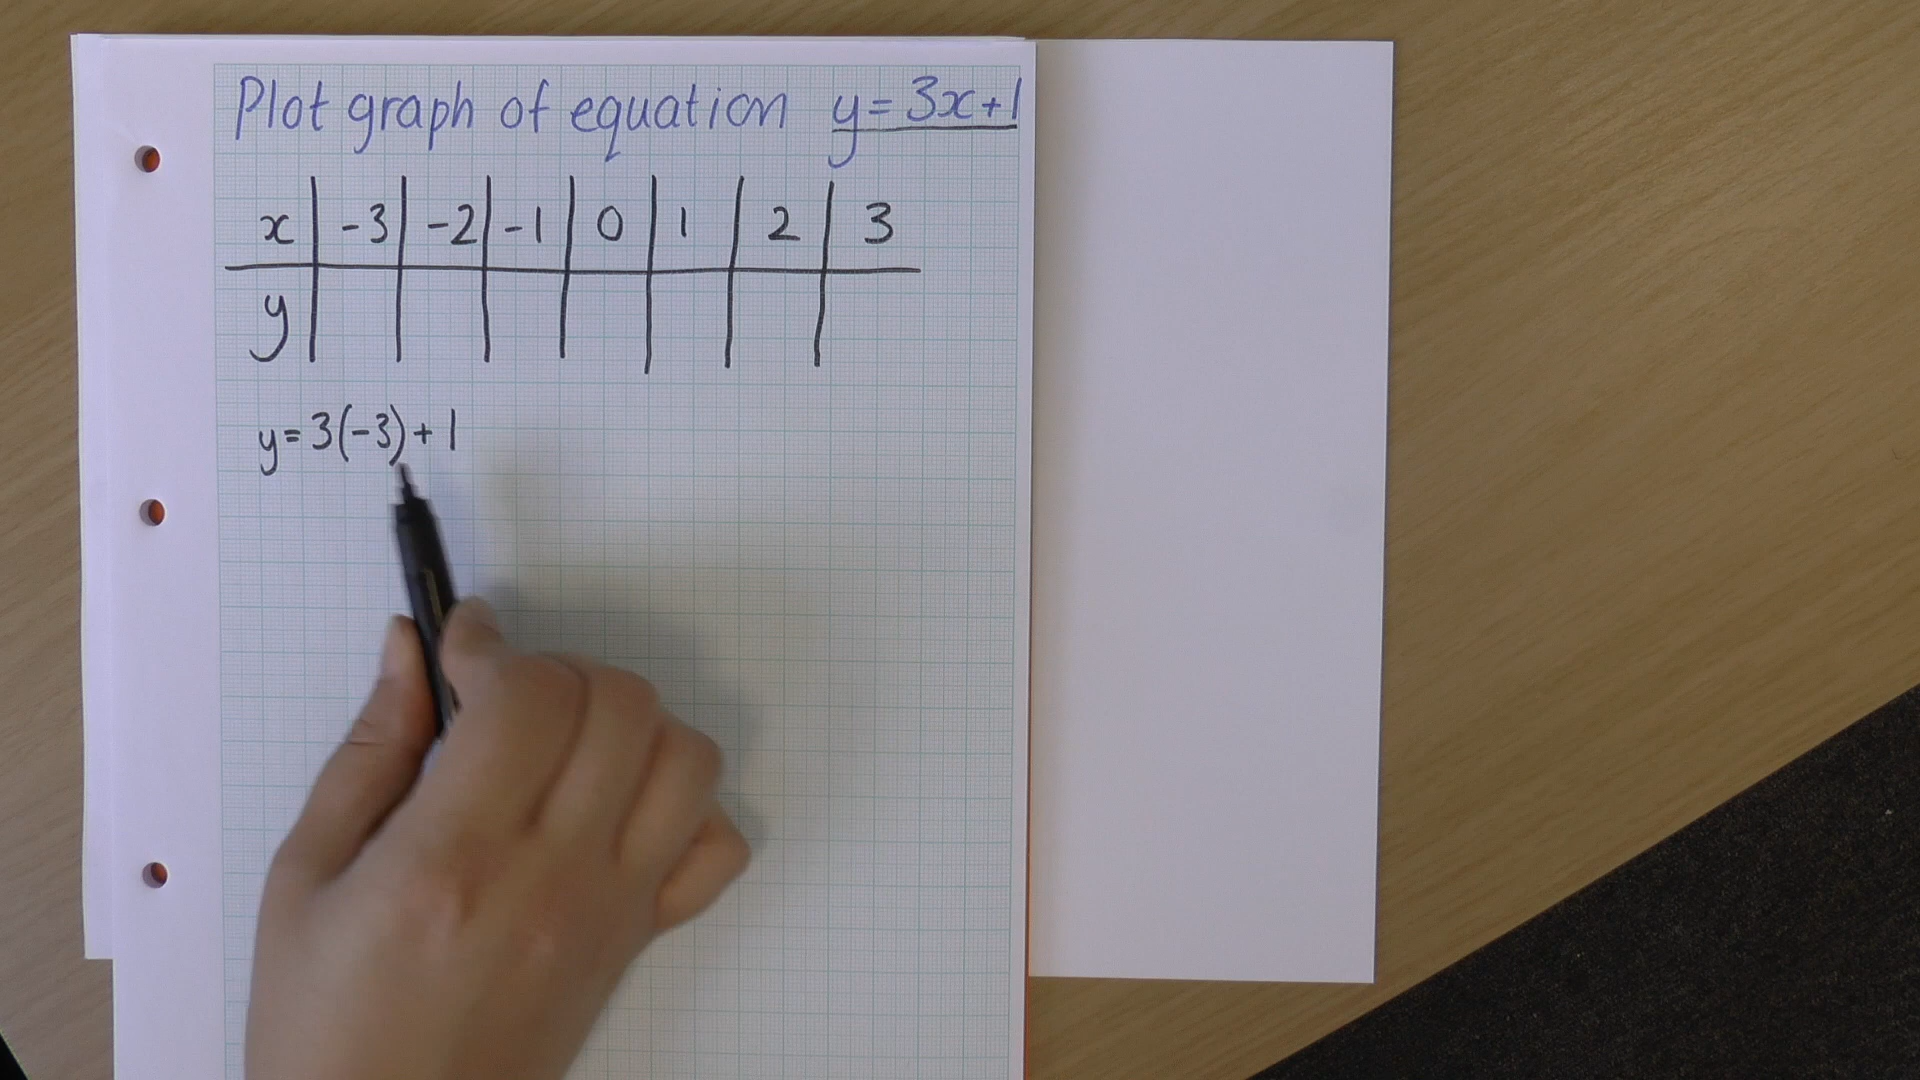 Plot graph of equation y = 3x + 1
x -3 -2 -1 0 1 2 3
y
y = 3(-3) + 1